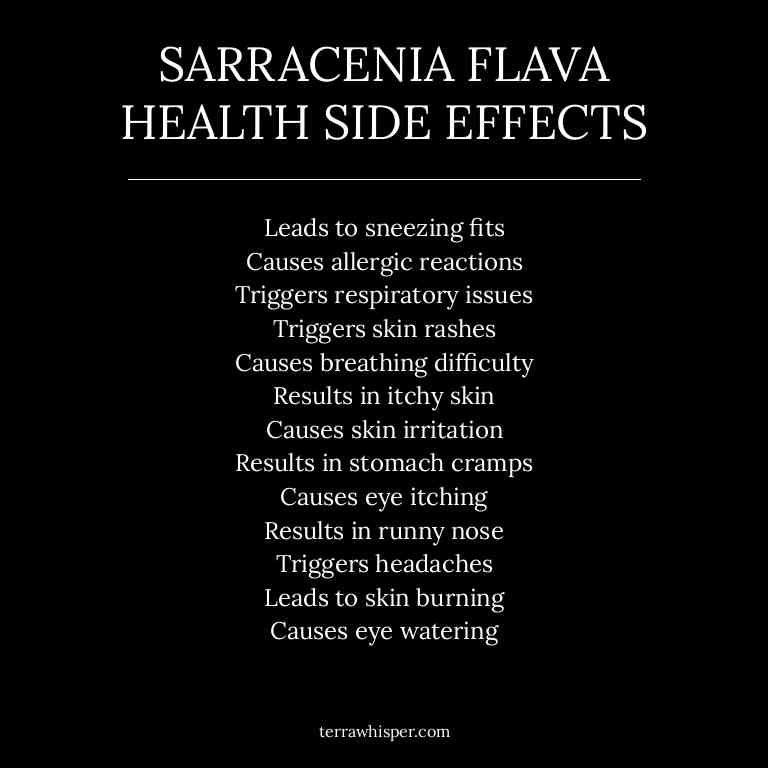 SARRACENIA FLAVA
HEALTH SIDE EFFECTS
Leads to sneezing fits
Causes allergic reactions
Triggers respiratory issues
Triggers skin rashes
Causes breathing difficulty
Results in itchy skin
Causes skin irritation
Results in stomach cramps
Causes eye itching
Results in runny nose
Triggers headaches
Leads to skin burning
Causes eye watering
terrawhisper.com